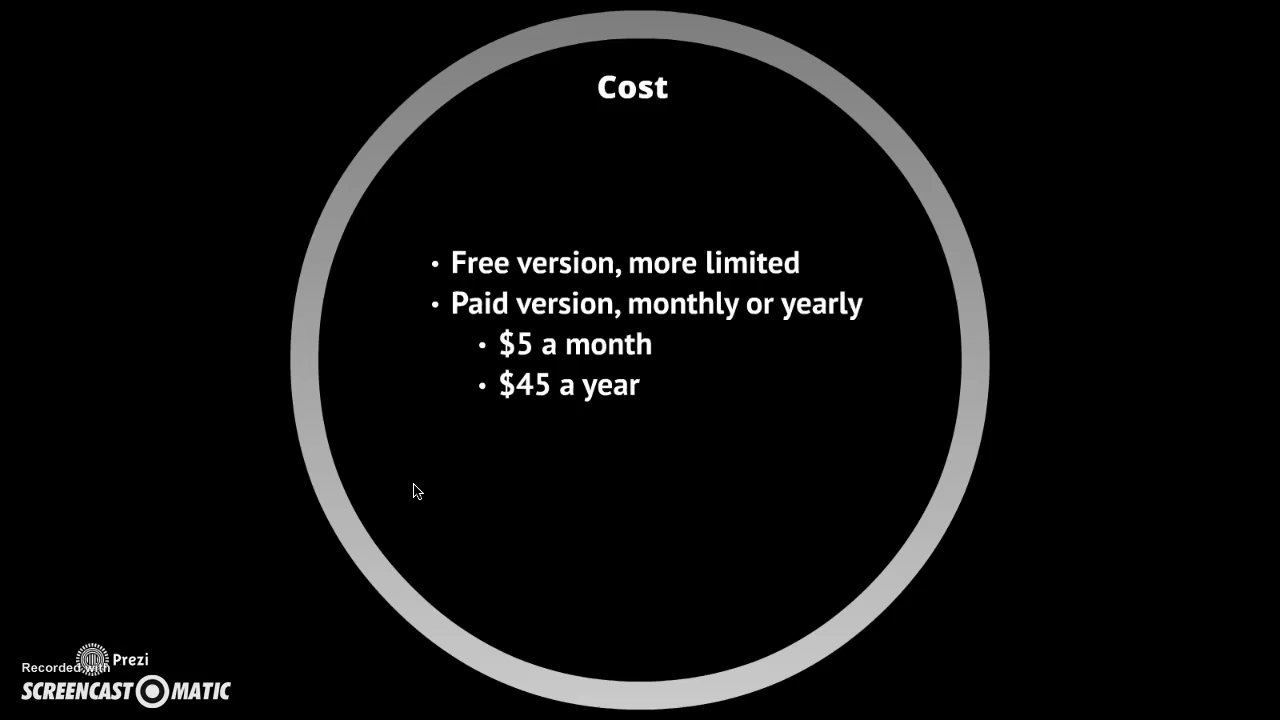 Cost
• Free version, more limited
• Paid version, monthly or yearly
• $5 a month
• $45 a year
Prezi
Recorded with
SCREENCAST MATIC